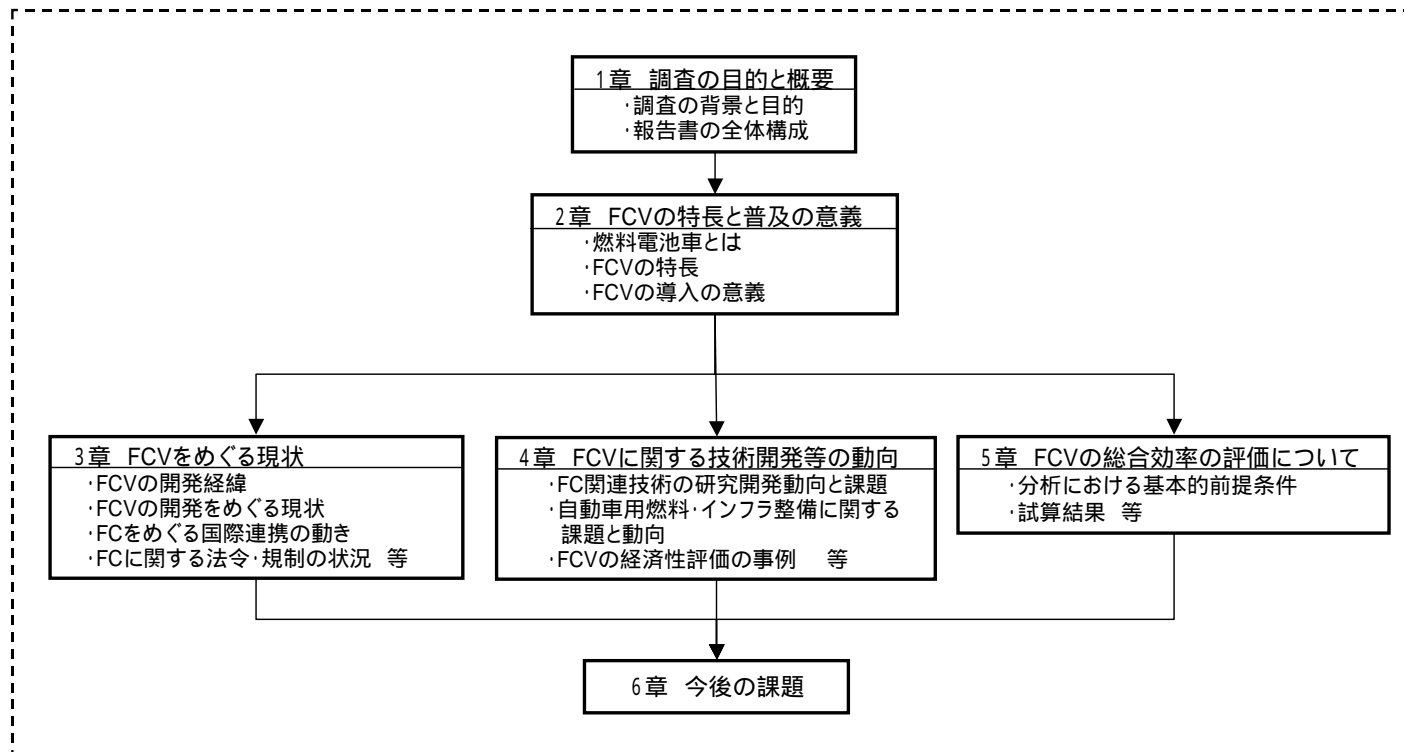 1章 調査の目的と概要
･調査の背景と目的
･報告書の全体構成
2章 FCVの特長と普及の意義
･燃料電池車とは
･FCVの特長
･FCVの導入の意義
3章 FCVをめぐる現状
･FCVの開発経緯
･FCVの開発をめぐる現状
･FCをめぐる国際連携の動き
･FCに関する法令･規制の状況 等
4章 FCVに関する技術開発等の動向
･FC関連技術の研究開発動向と課題
･自動車用燃料･インフラ整備に関する
課題と動向
･FCVの経済性評価の事例 等
5章 FCVの総合効率の評価について
･分析における基本的前提条件
･試算結果 等
6章 今後の課題